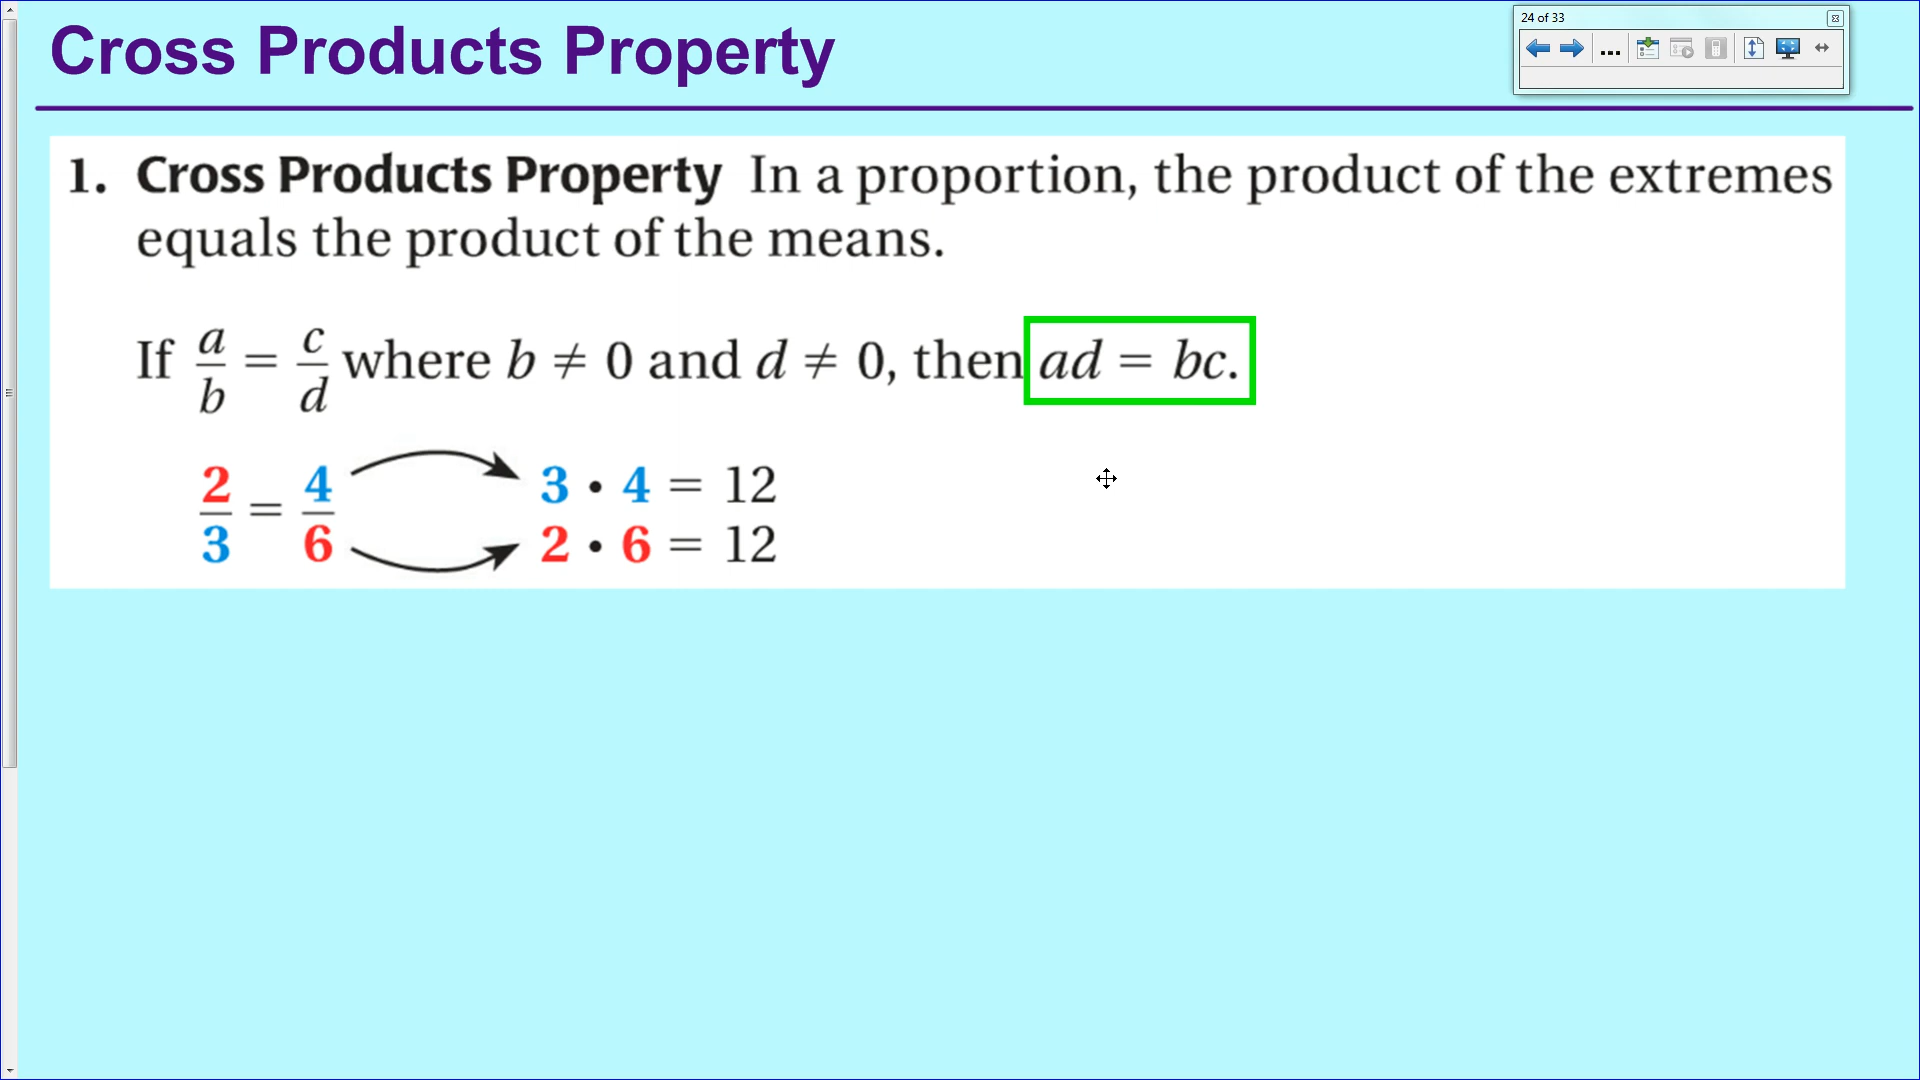 Cross Products Property
24 of 33
1. Cross Products Property In a proportion, the product of the extremes
equals the product of the means.
If a/b = c/d where b ≠ 0 and d ≠ 0, then ad = bc.
2/3 = 4/6
3 • 4 = 12
2 • 6 = 12